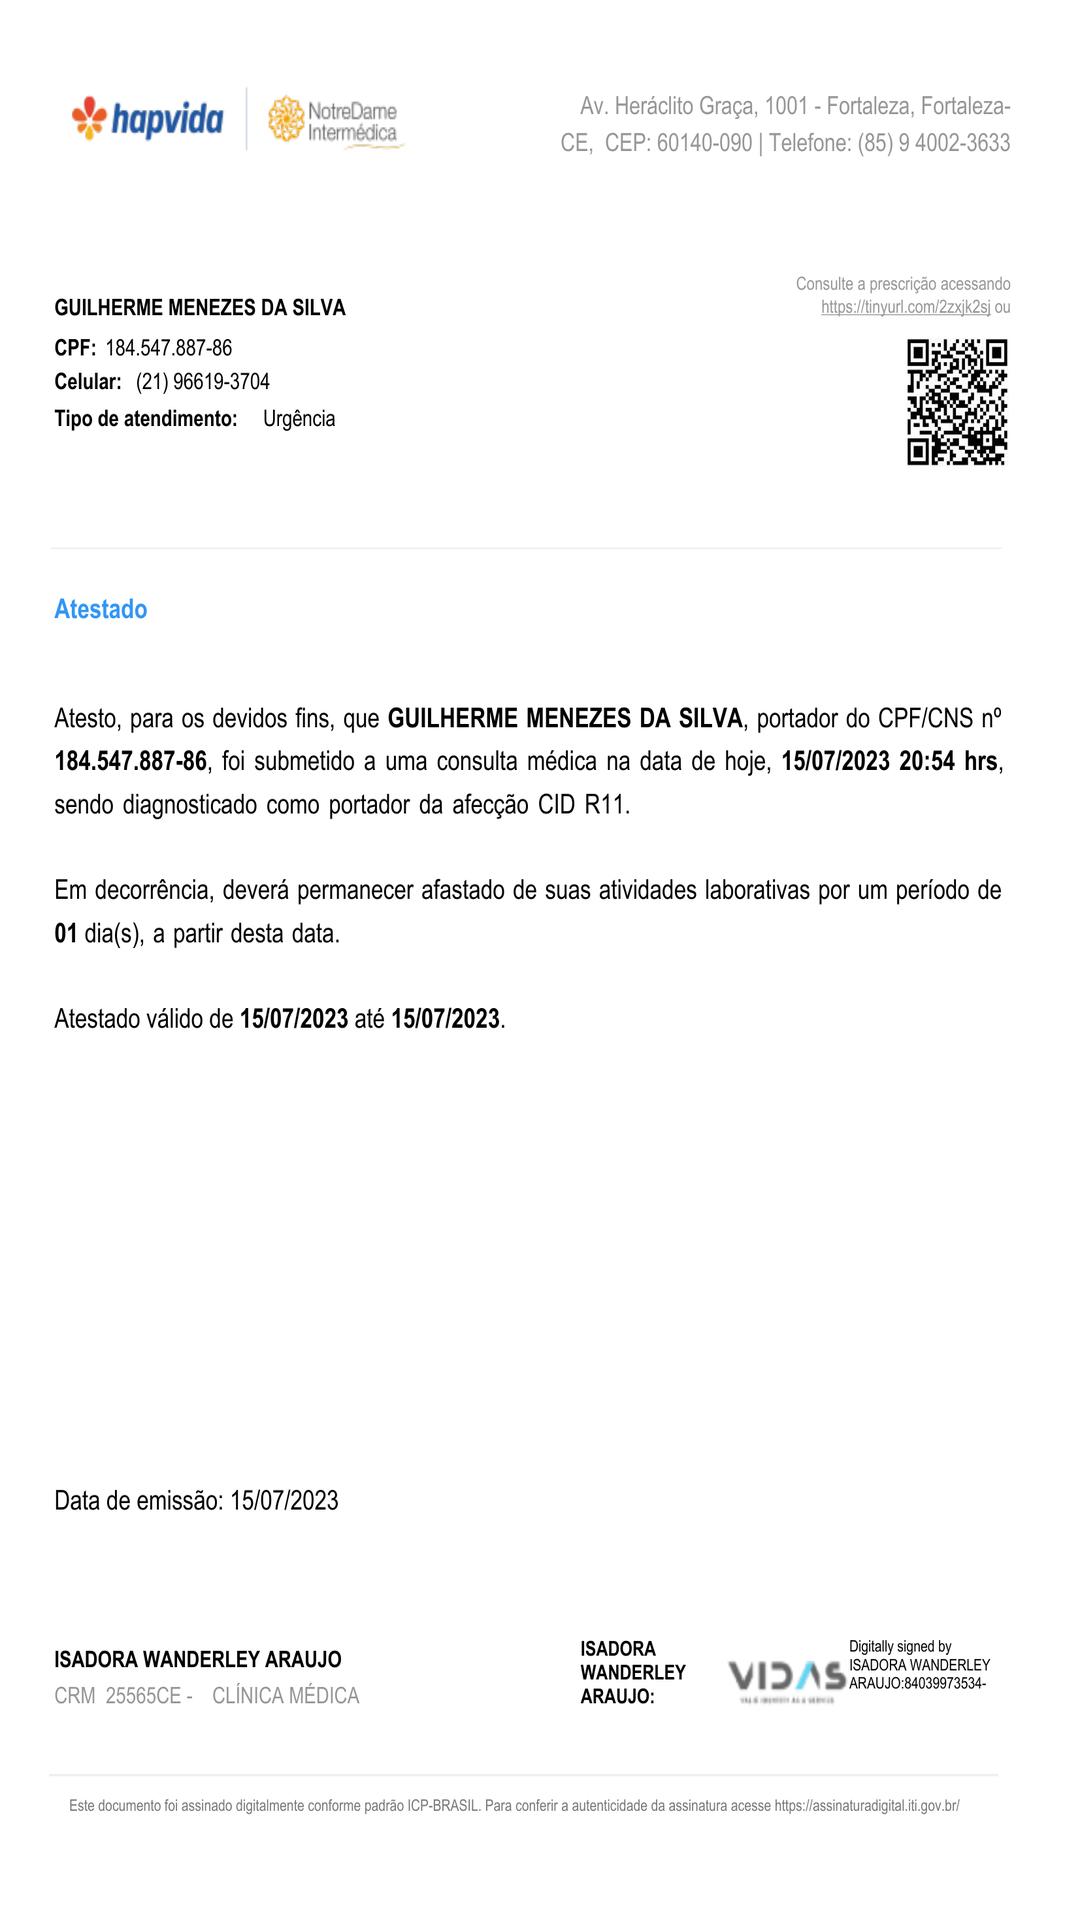 hapvida
NotreDame
Intermédica
Av. Heráclito Graça, 1001 - Fortaleza, Fortaleza-
CE, CEP: 60140-090 | Telefone: (85) 9 4002-3633
Consulte a prescrição acessando
https://tinyurl.com/2zxjk2sj ou
GUILHERME MENEZES DA SILVA
CPF: 184.547.887-86
Celular: (21) 96619-3704
Tipo de atendimento: Urgência
Atestado
Atesto, para os devidos fins, que GUILHERME MENEZES DA SILVA, portador do CPF/CNS nº
184.547.887-86, foi submetido a uma consulta médica na data de hoje, 15/07/2023 20:54 hrs,
sendo diagnosticado como portador da afecção CID R11.
Em decorrência, deverá permanecer afastado de suas atividades laborativas por um período de
01 dia(s), a partir desta data.
Atestado válido de 15/07/2023 até 15/07/2023.
Data de emissão: 15/07/2023
ISADORA WANDERLEY ARAUJO
CRM 25565CE - CLÍNICA MÉDICA
ISADORA
WANDERLEY
ARAUJO:
VIDAS
Digitally signed by
ISADORA WANDERLEY
ARAUJO:84039973534-
Este documento foi assinado digitalmente conforme padrão ICP-BRASIL. Para conferir a autenticidade da assinatura acesse https://assinaturadigital.iti.gov.br/